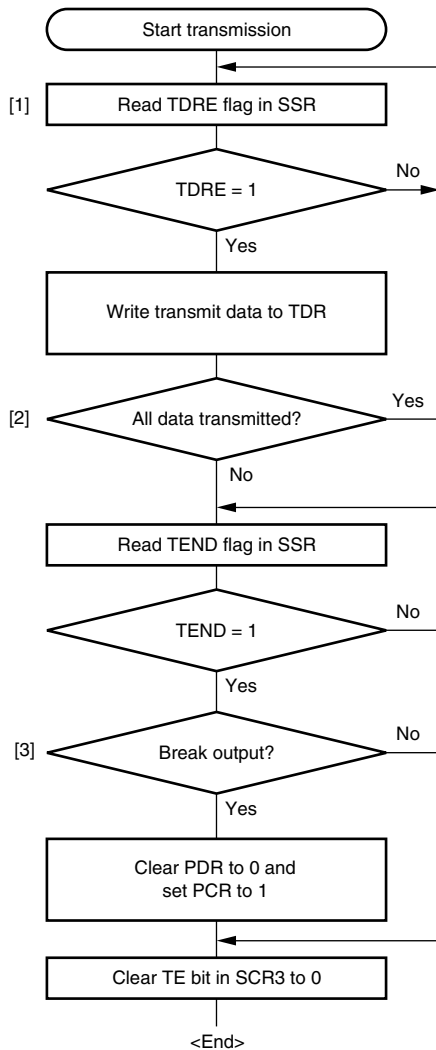 Start transmission
[1]
Read TDRE flag in SSR
No
TDRE = 1
Yes
Write transmit data to TDR
[2]
All data transmitted?
Yes
No
Read TEND flag in SSR
No
TEND = 1
Yes
[3]
Break output?
No
Yes
Clear PDR to 0 and
set PCR to 1
Clear TE bit in SCR3 to 0
<End>